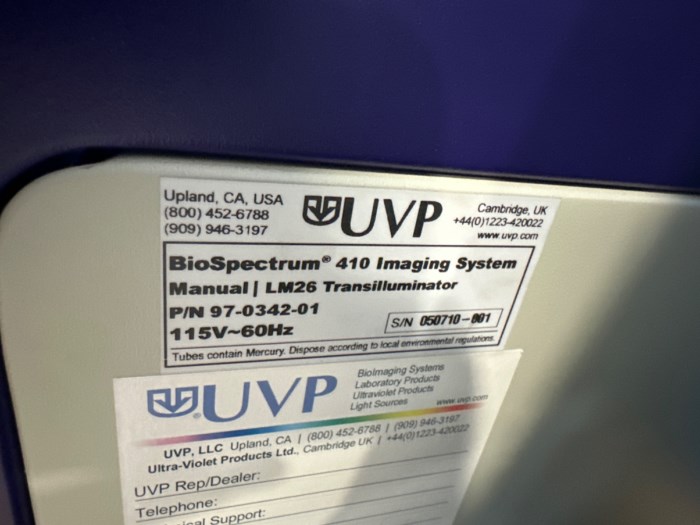 Upland, CA, USA
(800) 452-6788
(909) 946-3197
UVP
Cambridge, UK
+44(0)1223-420022
www.uvp.com
BioSpectrum® 410 Imaging System
Manual | LM26 Transilluminator
P/N 97-0342-01
115V~60Hz
S/N 050710-001
Tubes contain Mercury. Dispose according to local environmental regulations.
UVP
BioImaging Systems
Laboratory Products
Ultraviolet Products
Light Sources
www.uvp.com
UVP, LLC Upland, CA | (800) 452-6788 | (909) 946-3197
Ultra-Violet Products Ltd., Cambridge UK | +44(0)1223-420022
UVP Rep/Dealer:
Telephone:
Support: